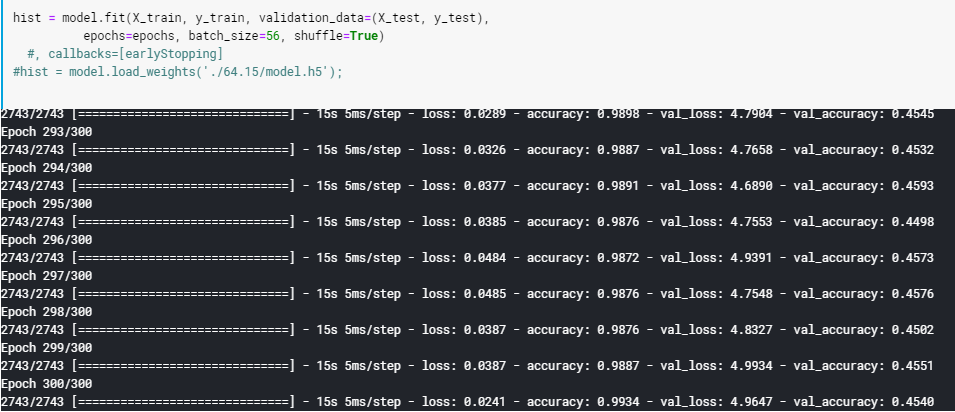 hist = model.fit(X_train, y_train, validation_data=(X_test, y_test),
epochs=epochs, batch_size=56, shuffle=True)
#, callbacks=[earlyStopping]
#hist = model.load_weights('./64.15/model.h5');
2743/2743 [==============================] - 15s 5ms/step - loss: 0.0289 - accuracy: 0.9898 - val_loss: 4.7904 - val_accuracy: 0.4545
Epoch 293/300
2743/2743 [==============================] - 15s 5ms/step - loss: 0.0326 - accuracy: 0.9887 - val_loss: 4.7658 - val_accuracy: 0.4532
Epoch 294/300
2743/2743 [==============================] - 15s 5ms/step - loss: 0.0377 - accuracy: 0.9891 - val_loss: 4.6890 - val_accuracy: 0.4593
Epoch 295/300
2743/2743 [==============================] - 15s 5ms/step - loss: 0.0385 - accuracy: 0.9876 - val_loss: 4.7553 - val_accuracy: 0.4498
Epoch 296/300
2743/2743 [==============================] - 15s 5ms/step - loss: 0.0484 - accuracy: 0.9872 - val_loss: 4.9391 - val_accuracy: 0.4573
Epoch 297/300
2743/2743 [==============================] - 15s 5ms/step - loss: 0.0485 - accuracy: 0.9876 - val_loss: 4.7548 - val_accuracy: 0.4576
Epoch 298/300
2743/2743 [==============================] - 15s 5ms/step - loss: 0.0387 - accuracy: 0.9876 - val_loss: 4.8327 - val_accuracy: 0.4502
Epoch 299/300
2743/2743 [==============================] - 15s 5ms/step - loss: 0.0387 - accuracy: 0.9887 - val_loss: 4.9934 - val_accuracy: 0.4551
Epoch 300/300
2743/2743 [==============================] - 15s 5ms/step - loss: 0.0241 - accuracy: 0.9934 - val_loss: 4.9647 - val_accuracy: 0.4540